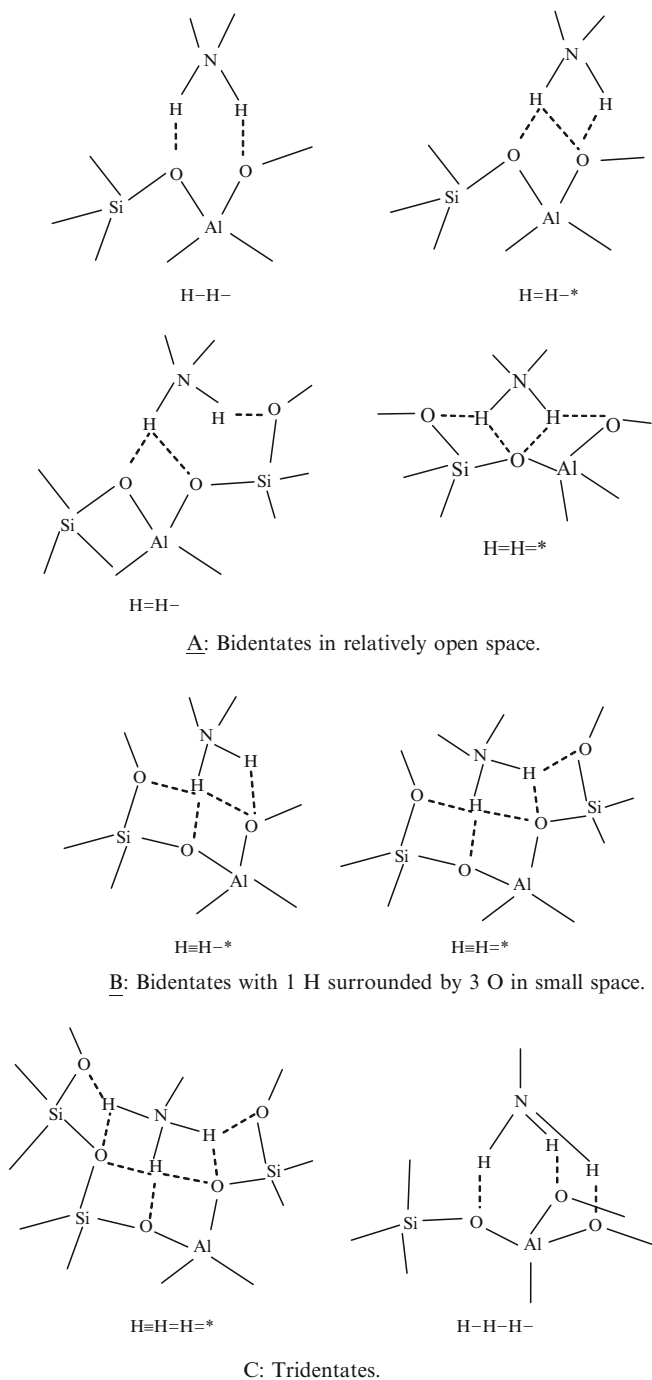 N N
H H H H
O O O O
Si Al Si Al
H−H− H=H−*
N H H O
O O Si
Si Al
H=H−
N
O H H O
Si O Al
H=H=*
A: Bidentates in relatively open space.
N H
O H
O
Si O
Al
H≡H−*
N H O
O H Si
O
Si O
Al
H≡H=*
B: Bidentates with 1 H surrounded by 3 O in small space.
O
H N O
Si H
H
O O Si
Si O
Al
H≡H=H=*
N
H H H
O
Si O O
Al
H−H−H−
C: Tridentates.